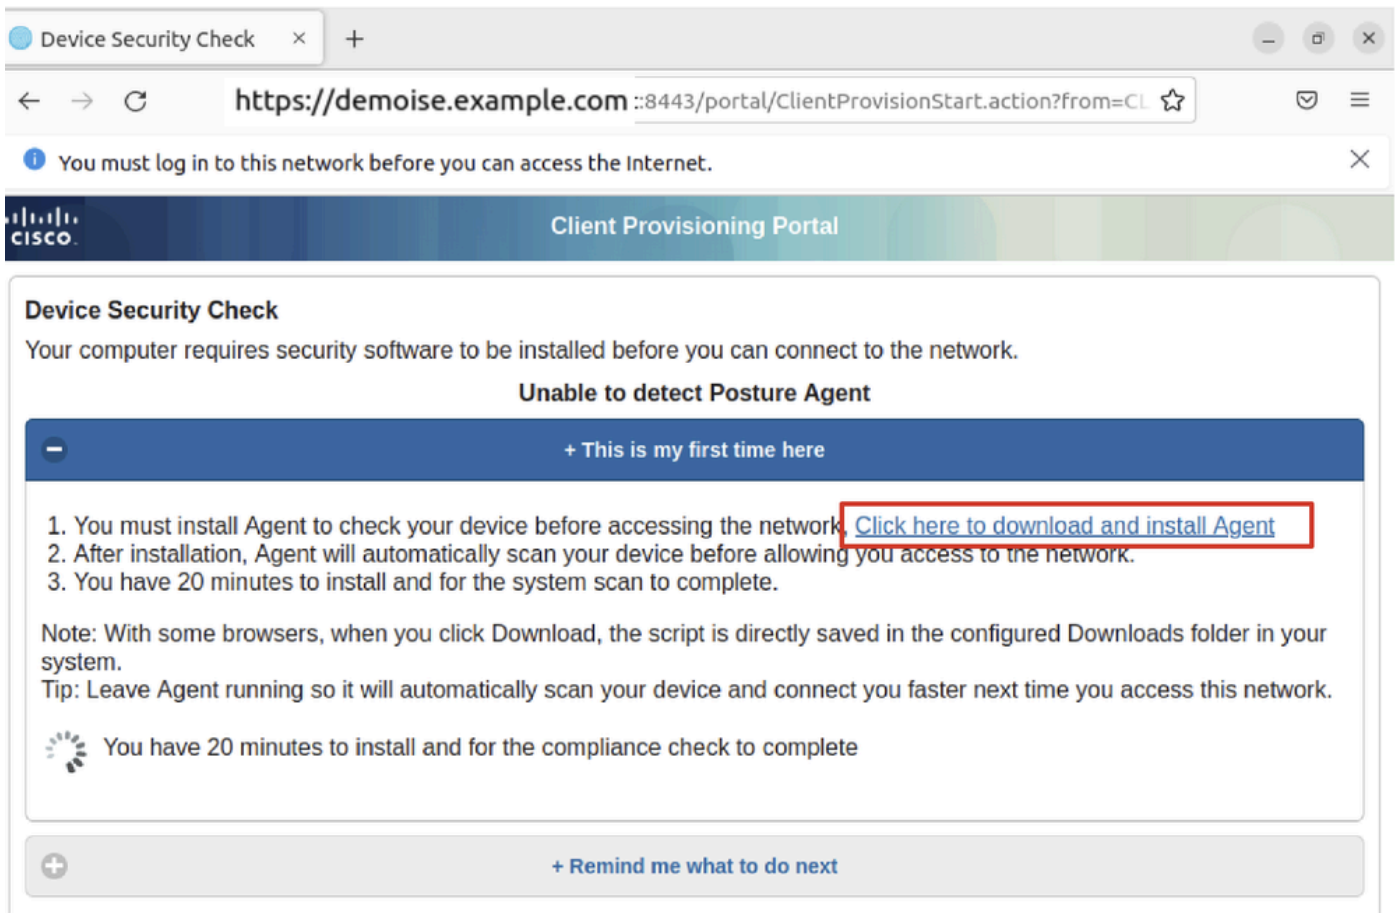 Device Security Check
https://demoise.example.com :8443/portal/ClientProvisionStart.action?from=CL
You must log in to this network before you can access the Internet.
CISCO
Client Provisioning Portal
Device Security Check
Your computer requires security software to be installed before you can connect to the network.
Unable to detect Posture Agent
+ This is my first time here
1. You must install Agent to check your device before accessing the network, Click here to download and install Agent
2. After installation, Agent will automatically scan your device before allowing you access to the network.
3. You have 20 minutes to install and for the system scan to complete.
Note: With some browsers, when you click Download, the script is directly saved in the configured Downloads folder in your
system.
Tip: Leave Agent running so it will automatically scan your device and connect you faster next time you access this network.
You have 20 minutes to install and for the compliance check to complete
+ Remind me what to do next